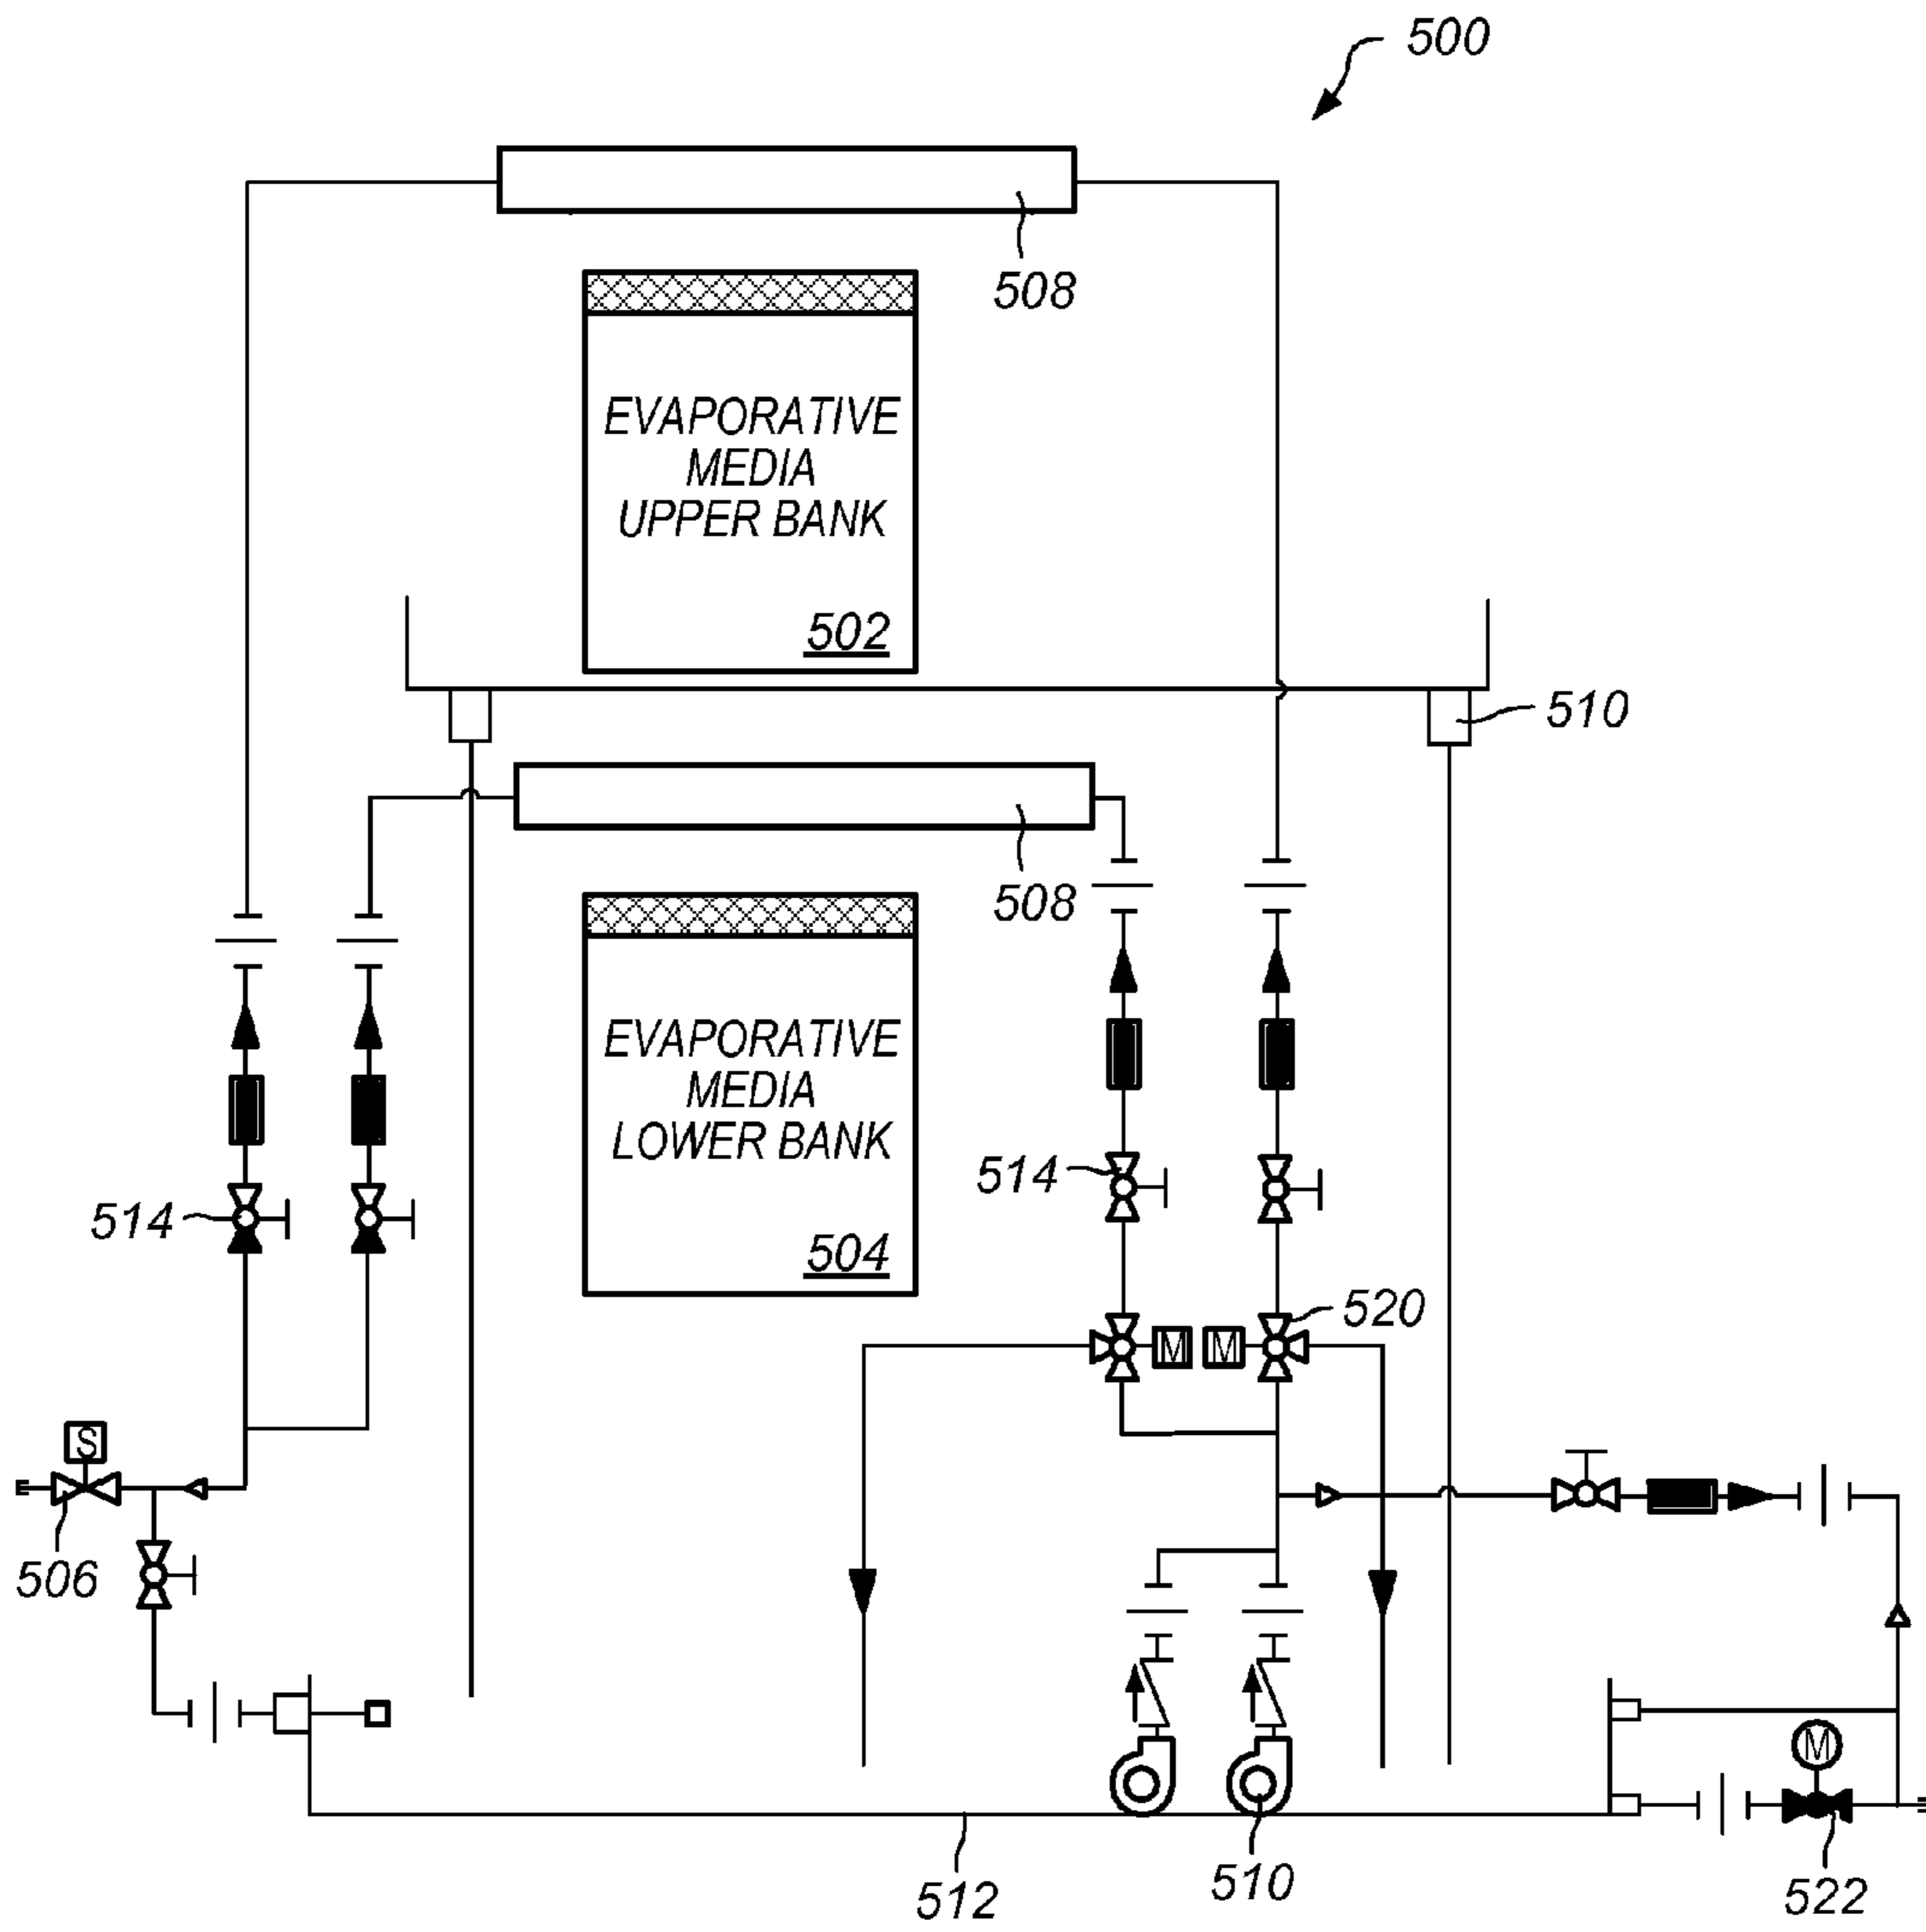 500
508
EVAPORATIVE
MEDIA
UPPER BANK
502
510
508
EVAPORATIVE
MEDIA
LOWER BANK
504
514
514
520
M
M
S
506
M
512
510
522